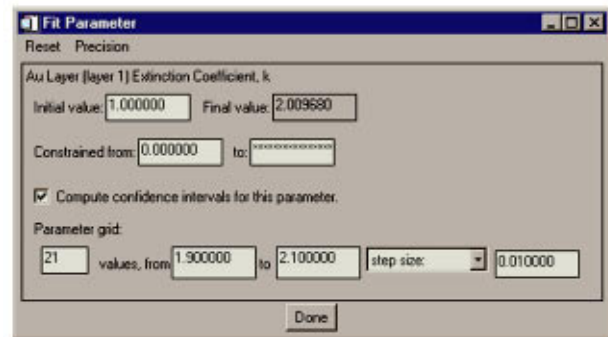 Fit Parameter
Reset Precision
Au Layer (layer 1) Extinction Coefficient, k
Initial value: 1.000000 Final value: 2.009680
Constrained from: 0.000000 to: *************
Compute confidence intervals for this parameter.
Parameter grid:
21 values, from 1.900000 to 2.100000 step size: 0.010000
Done